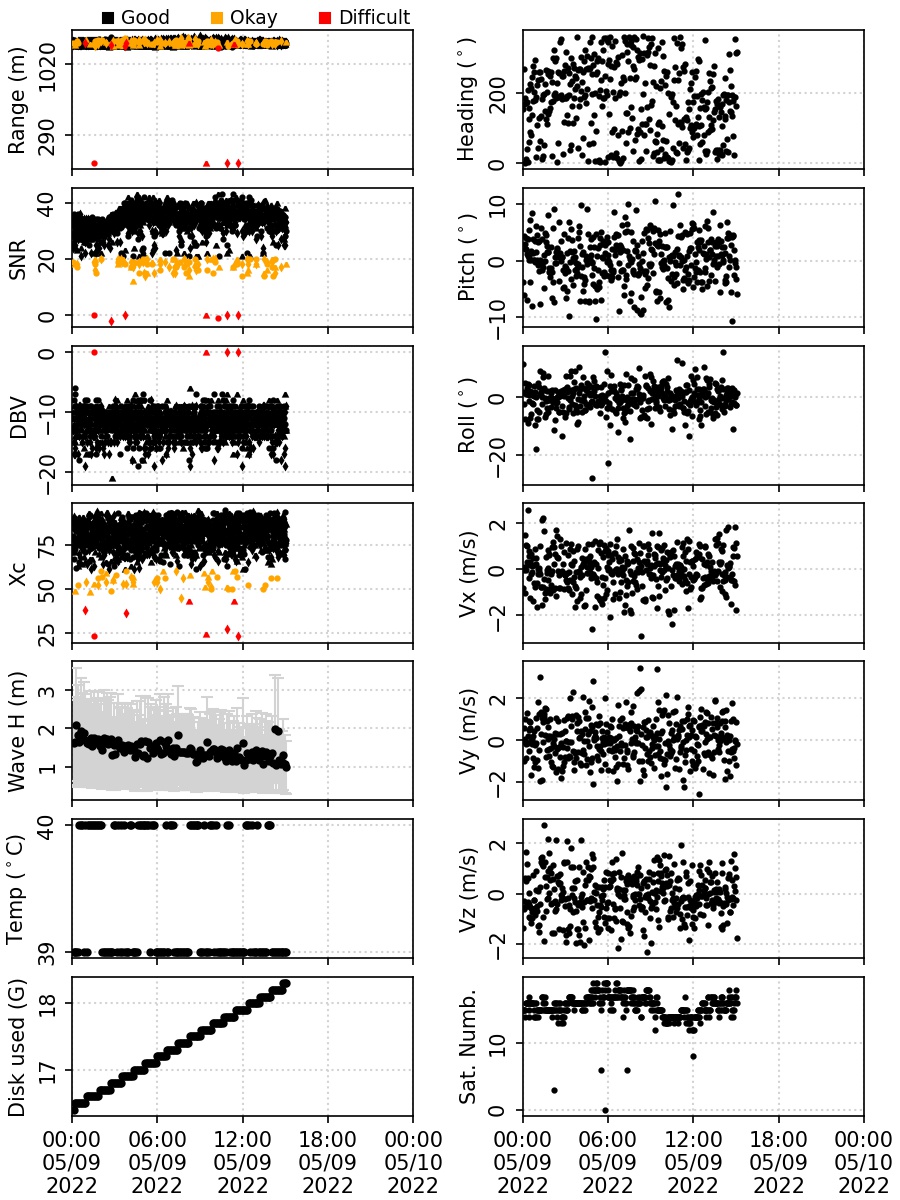 Good Okay Difficult
Range (m)
1020
290
Heading (°)
200
0
SNR
40
20
0
Pitch (°)
10
0
−10
DBV
0
−10
−20
Roll (°)
0
−20
Xc
75
50
25
Vx (m/s)
2
0
−2
Wave H (m)
3
2
1
Vy (m/s)
2
0
−2
Temp (°C)
40
39
Vz (m/s)
2
0
−2
Disk used (G)
18
17
Sat. Numb.
10
0
00:00 06:00 12:00 18:00 00:00
05/09 05/09 05/09 05/09 05/10
2022 2022 2022 2022 2022
00:00 06:00 12:00 18:00 00:00
05/09 05/09 05/09 05/09 05/10
2022 2022 2022 2022 2022